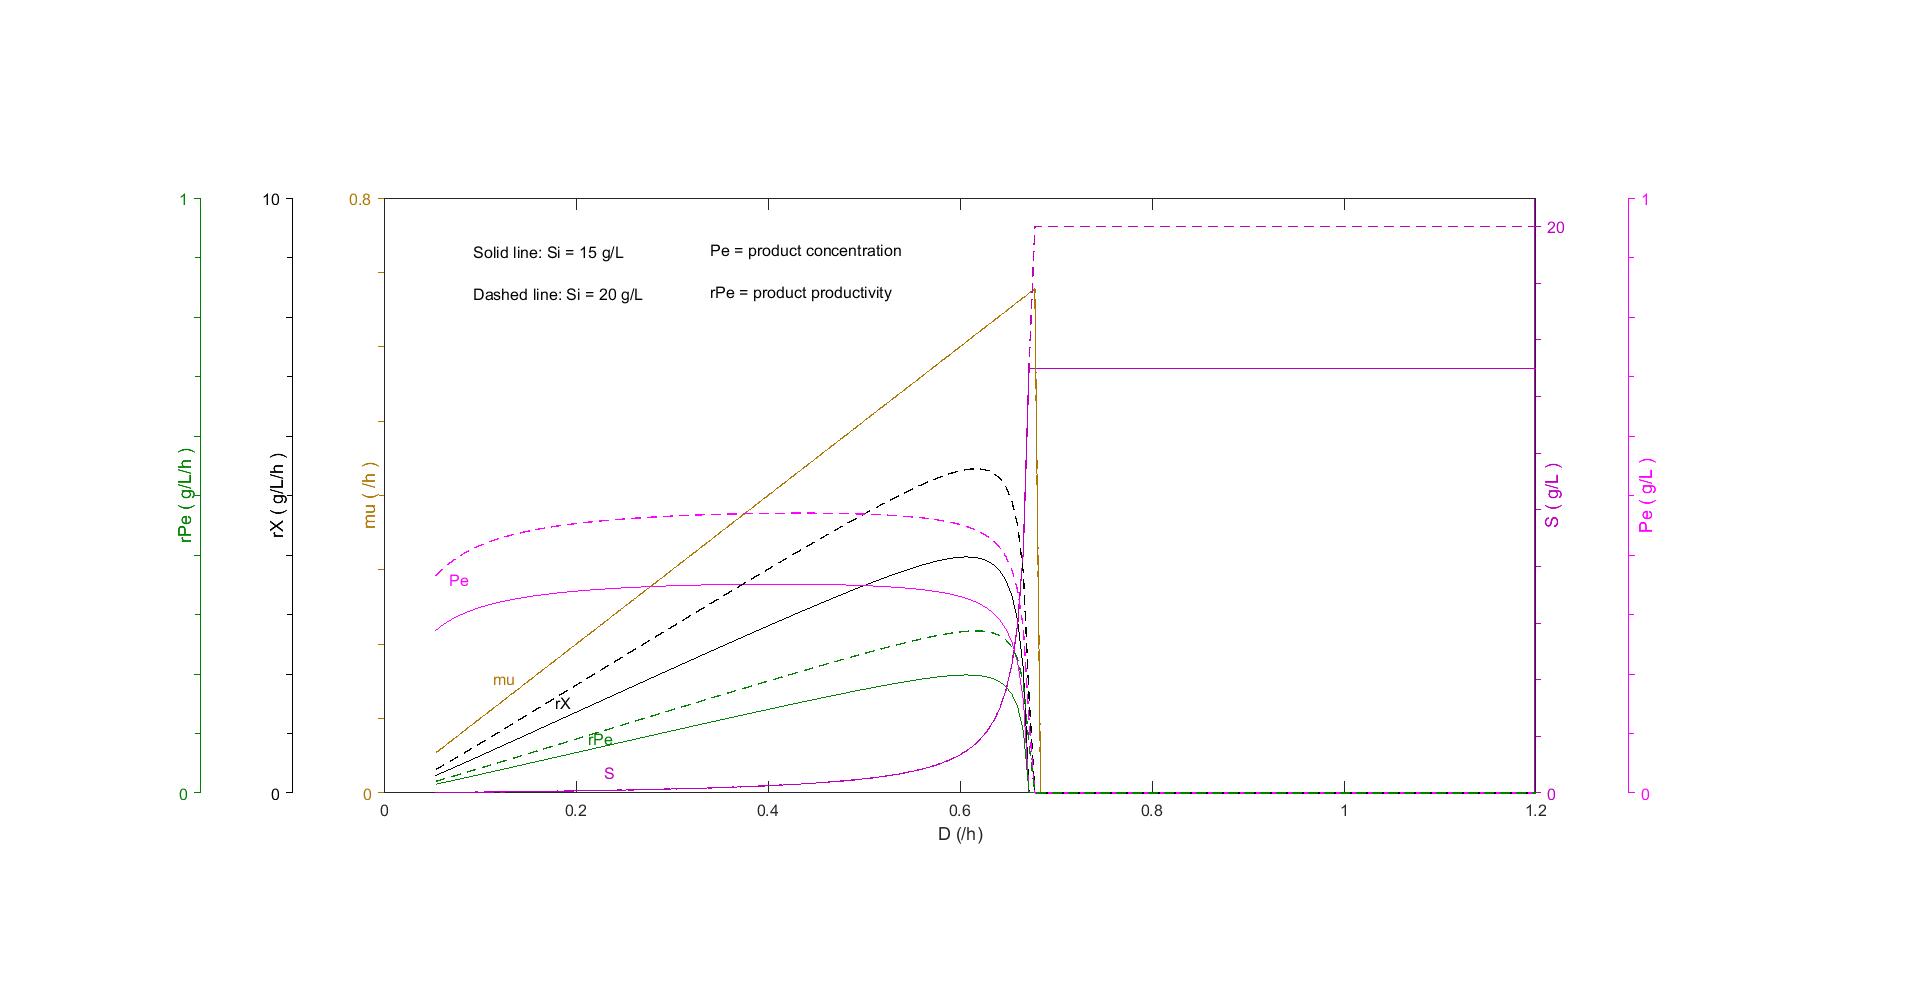 1
10
0.8
1
Solid line: Si = 15 g/L
Pe = product concentration
20
Dashed line: Si = 20 g/L
rPe = product productivity
rPe ( g/L/h )
rX ( g/L/h )
mu ( /h )
S ( g/L )
Pe ( g/L )
Pe
mu
rX
rPe
S
0
0
0
0
0
0
0.2
0.4
0.6
0.8
1
1.2
D (/h)